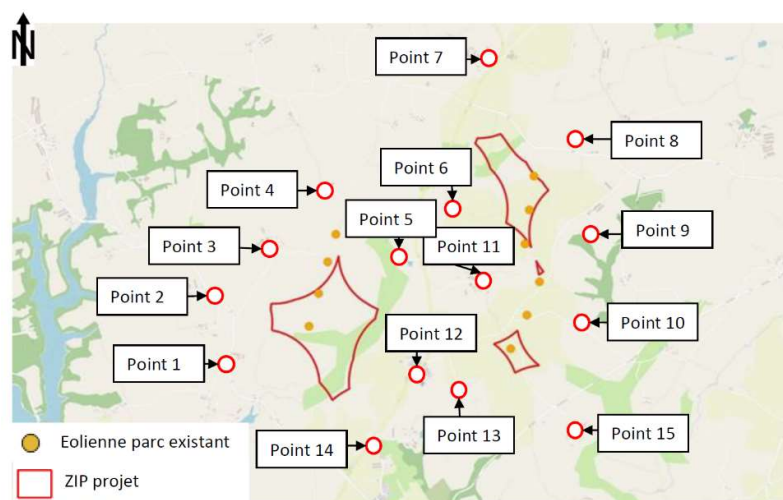 N
Point 7
Point 8
Point 6
Point 4
Point 5
Point 9
Point 3
Point 11
Point 2
Point 10
Point 12
Point 1
Point 13
Point 15
Point 14
Eolienne parc existant
ZIP projet